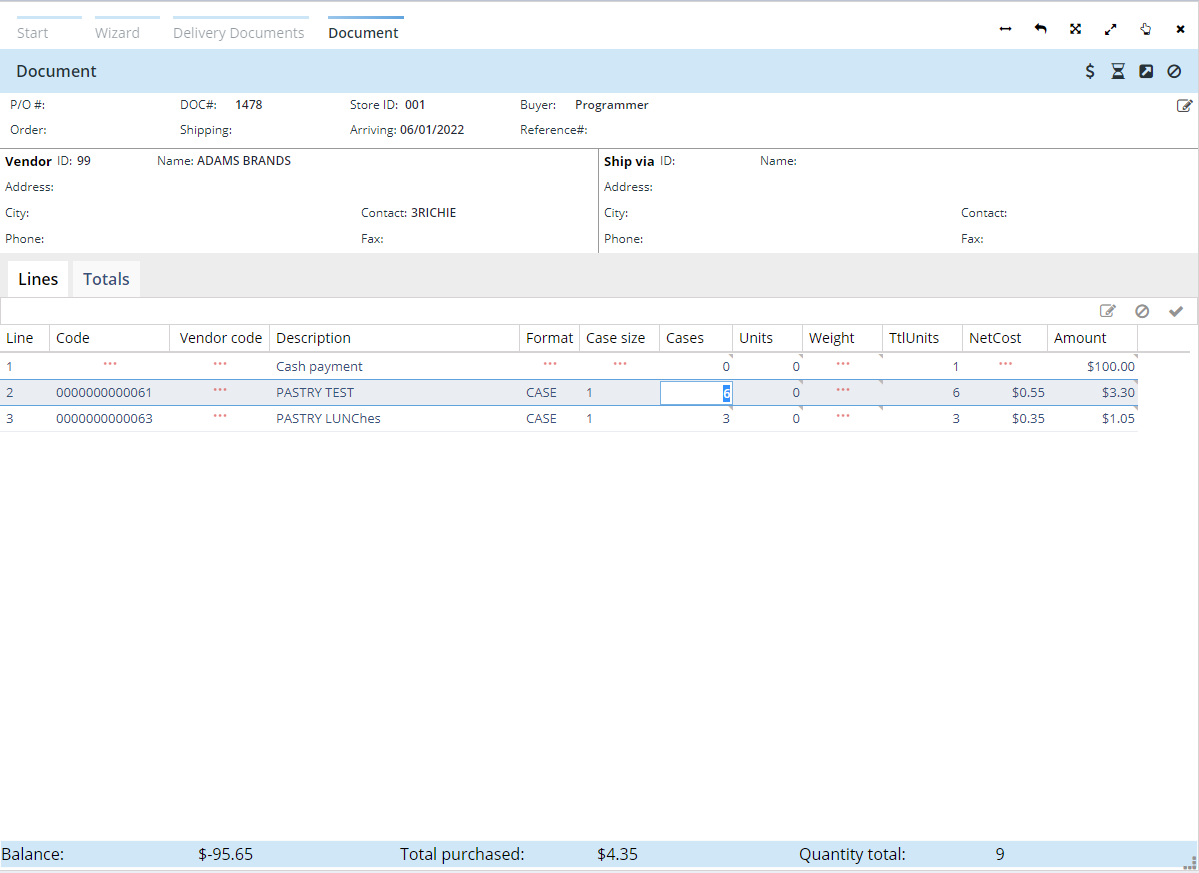 Start Wizard Delivery Documents Document
Document
P/O #: DOC#: 1478 Store ID: 001 Buyer: Programmer
Order: Shipping: Arriving: 06/01/2022 Reference#:
Vendor ID: 99 Name: ADAMS BRANDS Ship via ID: Name:
Address: Address:
City: Contact: 3RICHIE City: Contact:
Phone: Fax: Phone: Fax:
Lines Totals
Line Code Vendor code Description Format Case size Cases Units Weight TtlUnits NetCost Amount
1 *** *** Cash payment *** *** 0 0 *** 1 *** $100.00
2 0000000000061 *** PASTRY TEST CASE 1 6 0 *** 6 $0.55 $3.30
3 0000000000063 *** PASTRY LUNChes CASE 1 3 0 *** 3 $0.35 $1.05
Balance: $-95.65 Total purchased: $4.35 Quantity total: 9